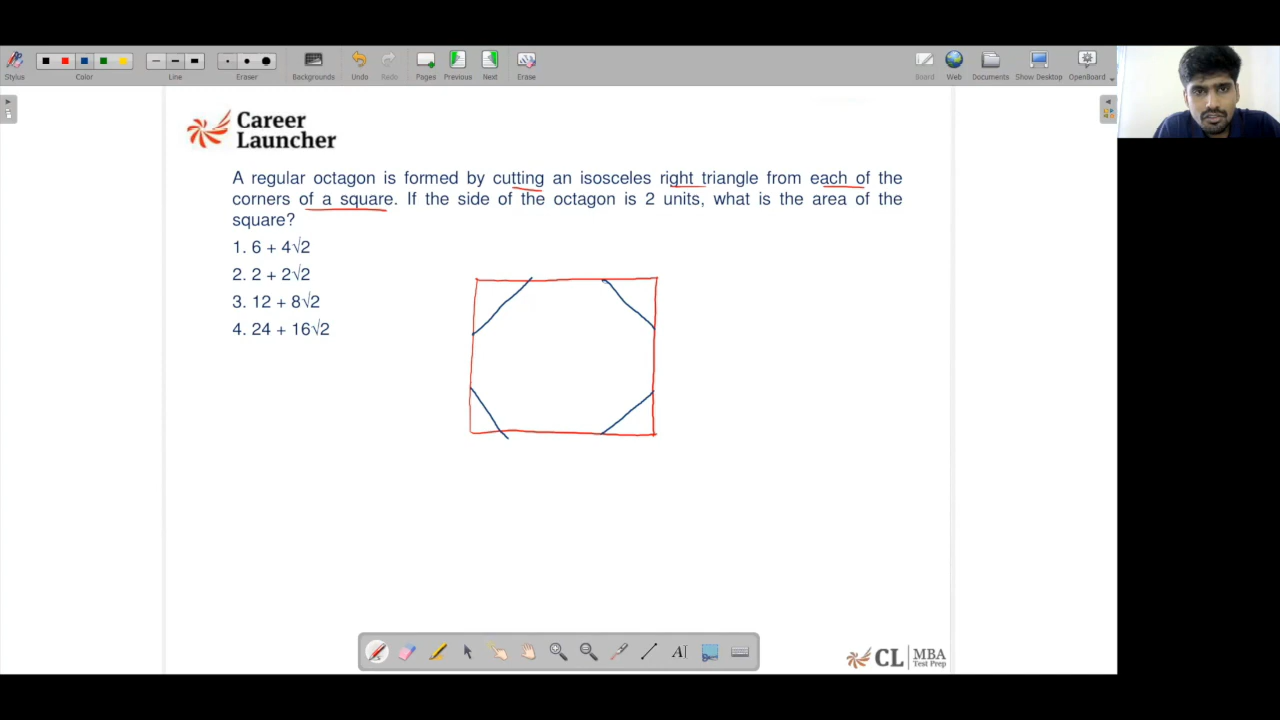 Stylus
Color
Line
Eraser
Backgrounds
Undo
Redo
Pages
Previous
Next
Erase
Board
Web
Documents
Show Desktop
OpenBoard
Career
Launcher
A regular octagon is formed by cutting an isosceles right triangle from each of the
corners of a square. If the side of the octagon is 2 units, what is the area of the
square?
1. 6 + 4√2
2. 2 + 2√2
3. 12 + 8√2
4. 24 + 16√2
CL MBA
Test Prep